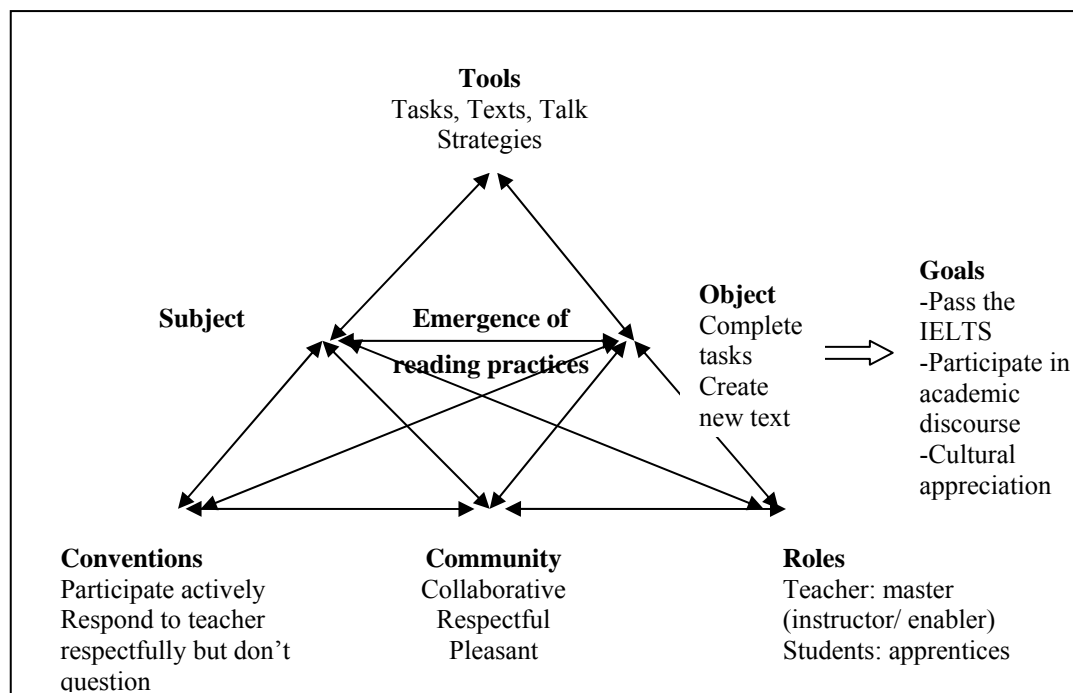 Tools
Tasks, Texts, Talk
Strategies
Subject
Emergence of
reading practices
Object
Complete
tasks
Create
new text
Goals
-Pass the
IELTS
-Participate in
academic
discourse
-Cultural
appreciation
Conventions
Participate actively
Respond to teacher
respectfully but don’t
question
Community
Collaborative
Respectful
Pleasant
Roles
Teacher: master
(instructor/ enabler)
Students: apprentices